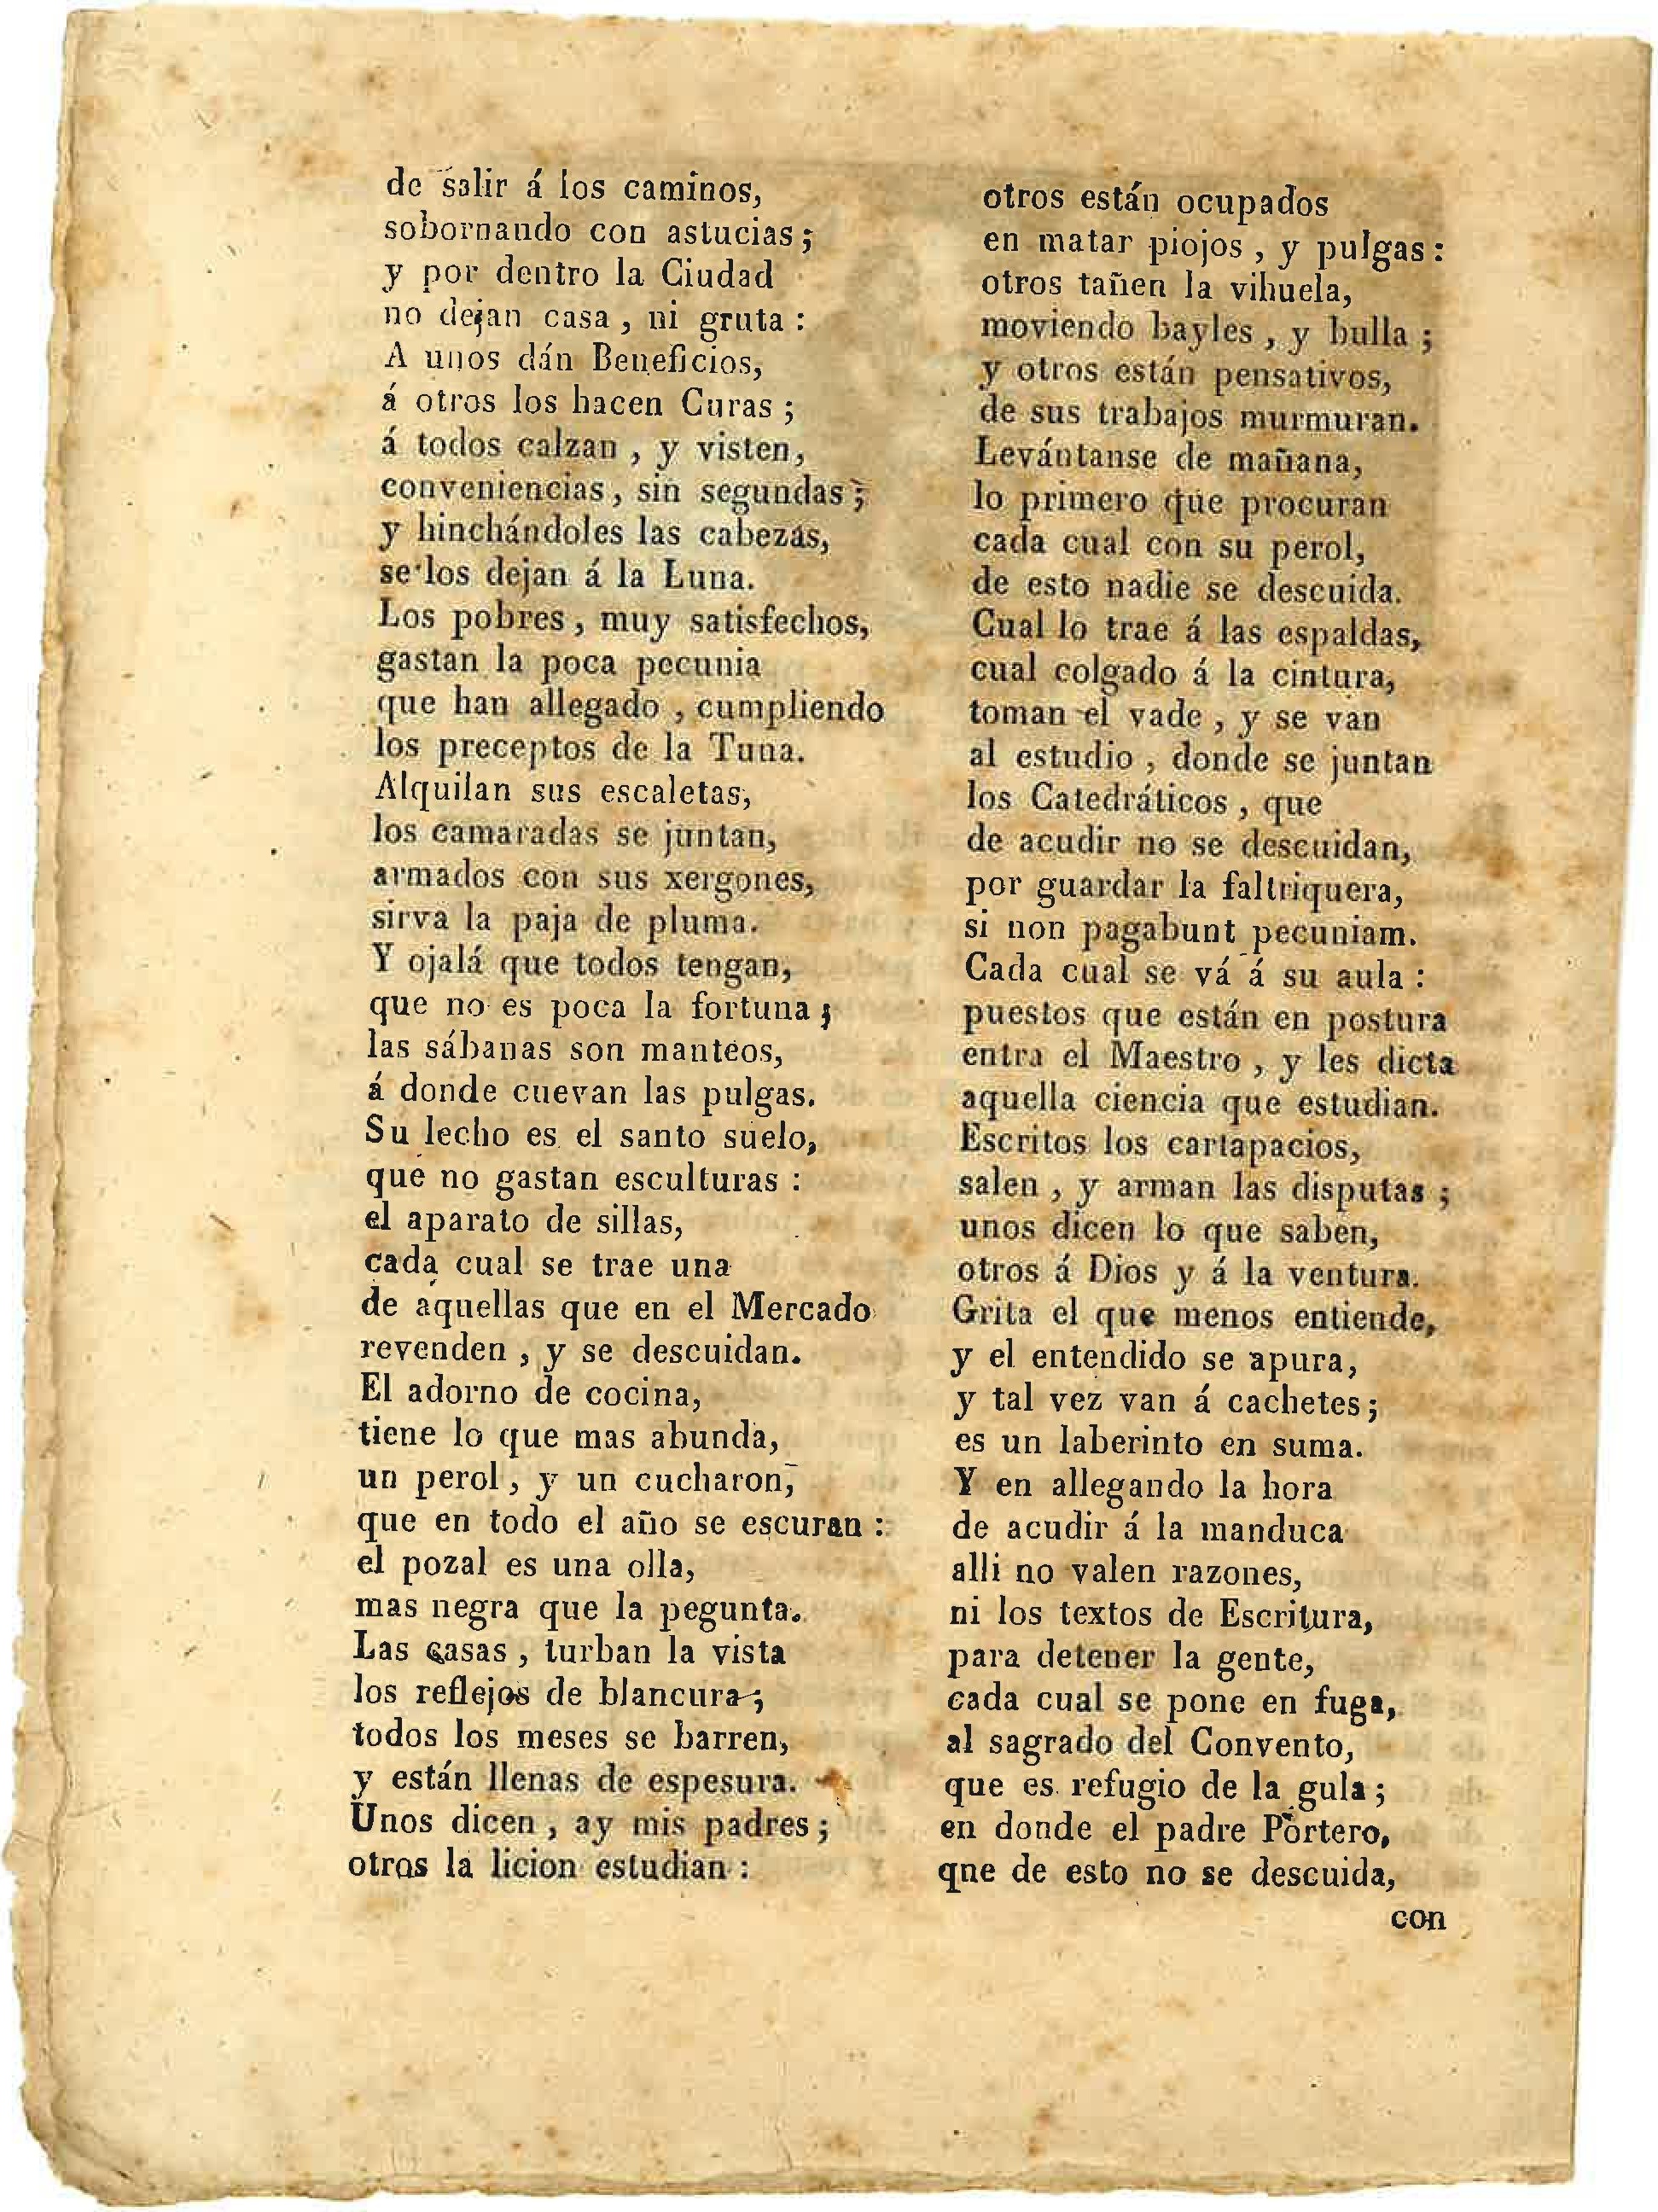 de salir á los caminos,
sobornando con astucias;
y por dentro la Ciudad
no dejan casa, ni gruta:
A unos dán Beneficios,
á otros los hacen Curas;
á todos calzan, y visten,
conveniencias, sin segundas;
y hinchándoles las cabezas,
se los dejan á la Luna.
Los pobres, muy satisfechos,
gastan la poca pecunia
que han allegado, cumpliendo
los preceptos de la Tuna.
Alquilan sus escaletas,
los camaradas se juntan,
armados con sus xergones,
sirva la paja de pluma.
Y ojalá que todos tengan,
que no es poca la fortuna;
las sábanas son manteos,
á donde cuevan las pulgas.
Su lecho es el santo suelo,
que no gastan esculturas:
el aparato de sillas,
cada cual se trae una
de aquellas que en el Mercado
revenden, y se descuidan.
El adorno de cocina,
tiene lo que mas abunda,
un perol, y un cucharon,
que en todo el año se escuran:
el pozal es una olla,
mas negra que la pegunta.
Las casas, turban la vista
los reflejos de blancura;
todos los meses se barren,
y están llenas de espesura.
Unos dicen, ay mis padres;
otros la licion estudian:
otros están ocupados
en matar piojos, y pulgas:
otros tañen la vihuela,
moviendo bayles, y bulla;
y otros están pensativos,
de sus trabajos murmuran.
Levántanse de mañana,
lo primero que procuran
cada cual con su perol,
de esto nadie se descuida.
Cual lo trae á las espaldas,
cual colgado á la cintura,
toman el vade, y se van
al estudio, donde se juntan
los Catedráticos, que
de acudir no se descuidan,
por guardar la faltriquera,
si non pagabunt pecuniam.
Cada cual se vá á su aula:
puestos que están en postura
entra el Maestro, y les dicta
aquella ciencia que estudian.
Escritos los cartapacios,
salen, y arman las disputas;
unos dicen lo que saben,
otros á Dios y á la ventura.
Grita el que menos entiende,
y el entendido se apura,
y tal vez van á cachetes;
es un laberinto en suma.
Y en allegando la hora
de acudir á la manduca
alli no valen razones,
ni los textos de Escritura,
para detener la gente,
cada cual se pone en fuga,
al sagrado del Convento,
que es refugio de la gula;
en donde el padre Portero,
qne de esto no se descuida,
con